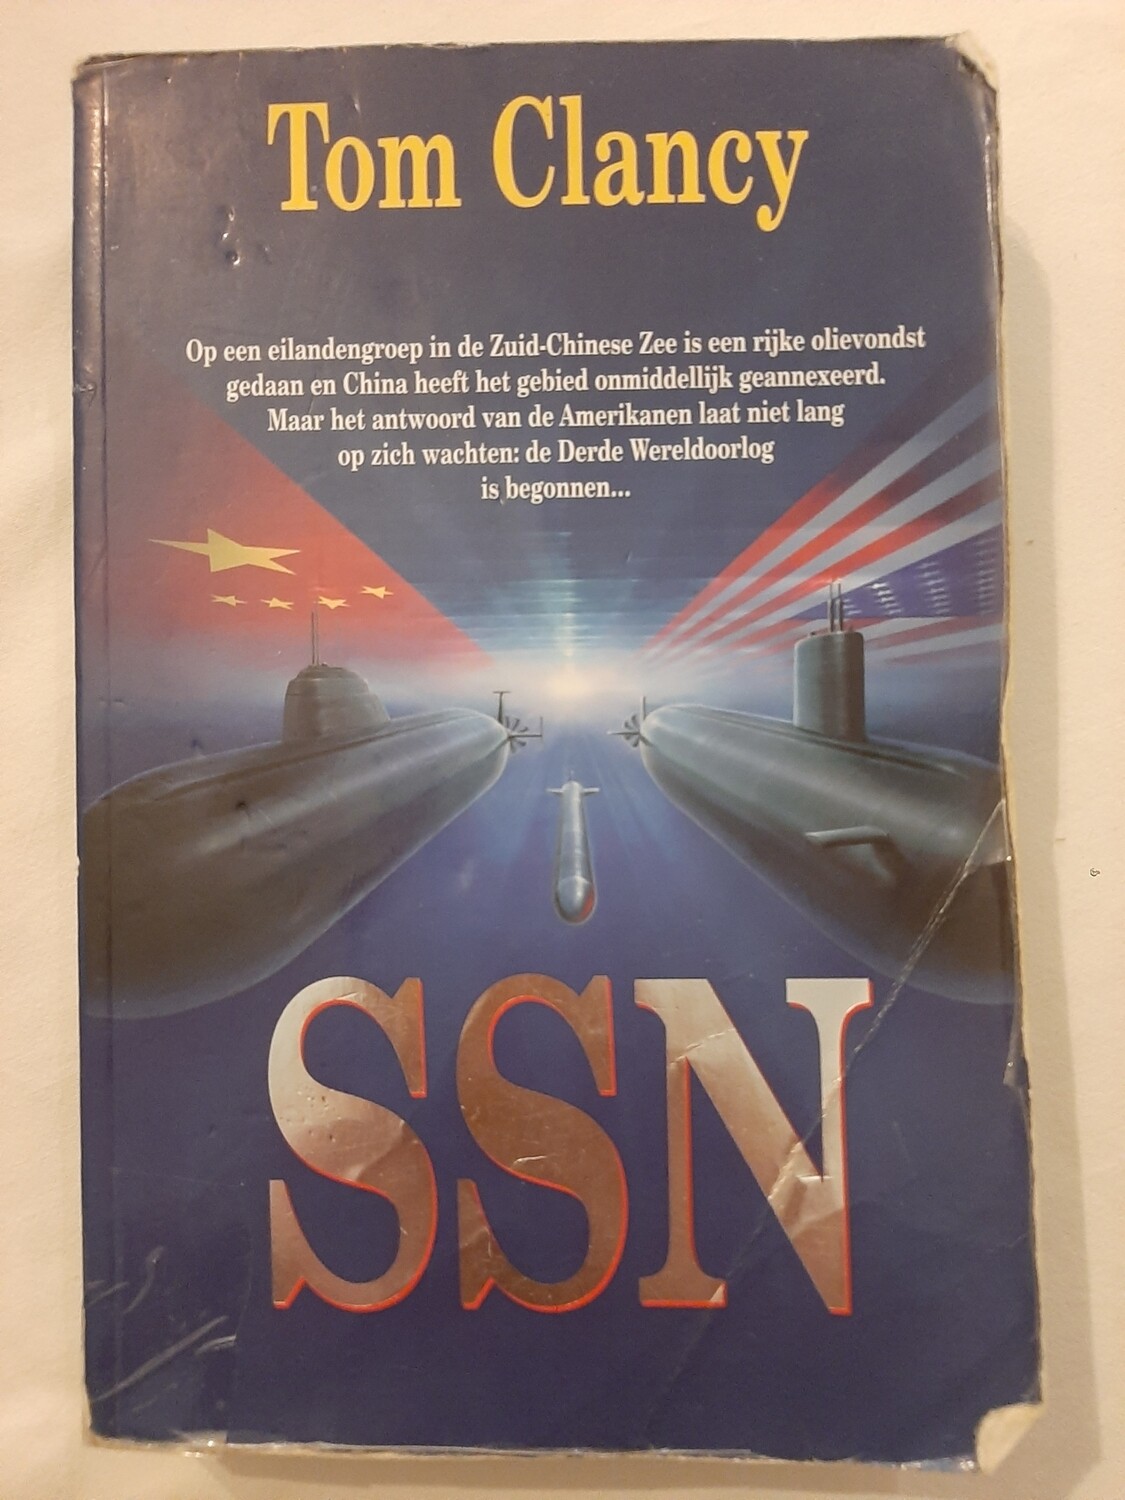 Tom Clancy
Op een eilandengroep in de Zuid-Chinese Zee is een rijke olievondst
gedaan en China heeft het gebied onmiddellijk geannexeerd.
Maar het antwoord van de Amerikanen laat niet lang
op zich wachten: de Derde Wereldoorlog
is begonnen...
SSN